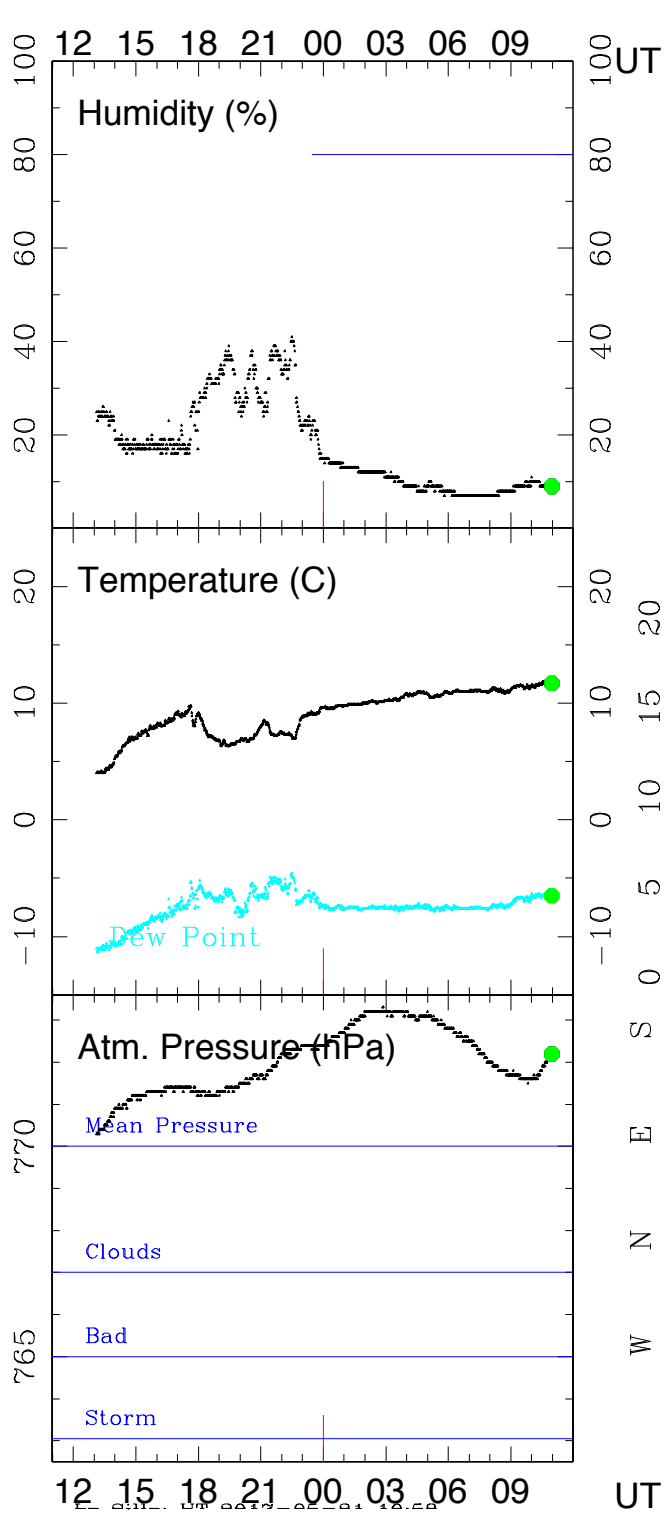 12 15 18 21 00 03 06 09 UT
Humidity (%)
100 80 60 40 20
100 80 60 40 20
Temperature (C)
20 10 0 -10
20 10 0 -10
20 15 10 5 0
Dew Point
Atm. Pressure (hPa)
770 765
Mean Pressure
Clouds
Bad
Storm
S E N W
12 15 18 21 00 03 06 09 UT